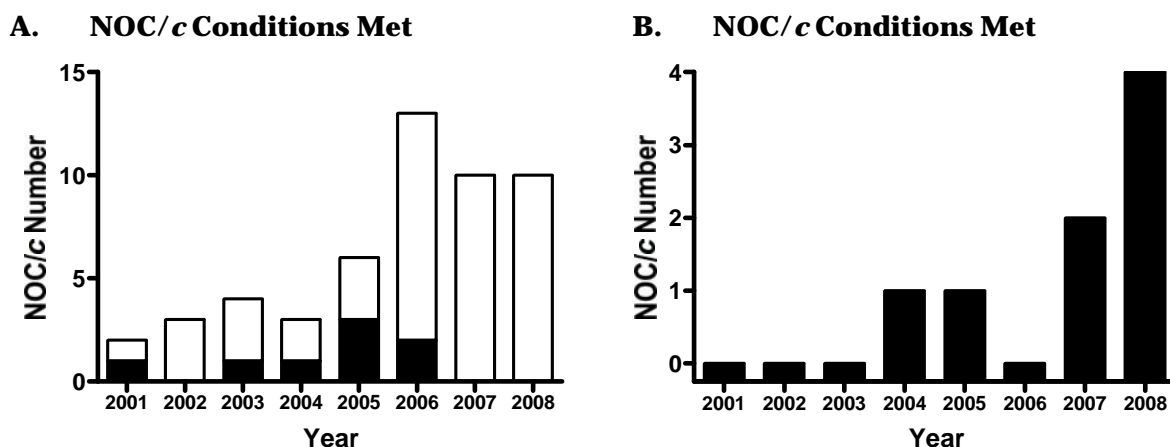 A. NOC/c Conditions Met
NOC/c Number
15
10
5
0
2001 2002 2003 2004 2005 2006 2007 2008
Year
B. NOC/c Conditions Met
NOC/c Number
4
3
2
1
0
2001 2002 2003 2004 2005 2006 2007 2008
Year